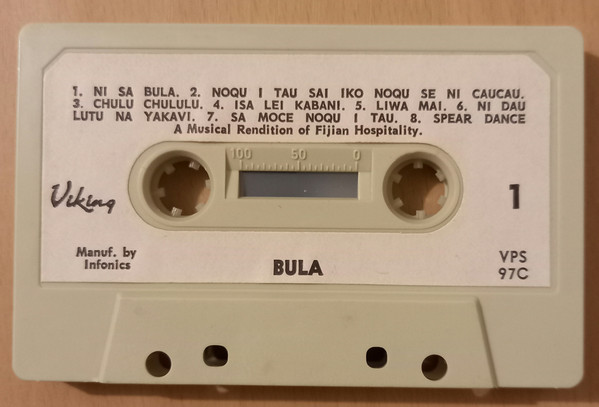 1. NI SA BULA. 2. NOQU I TAU SAI IKO NOQU SE NI CAUCAU.
3. CHULU CHULULU. 4. ISA LEI KABANI. 5. LIWA MAI. 6. NI DAU
LUTU NA YAKAVI. 7. SA MOCE NOQU I TAU. 8. SPEAR DANCE
A Musical Rendition of Fijian Hospitality.
100 50 0
Viking
1
Manuf. by
Infonics
BULA
VPS
97C